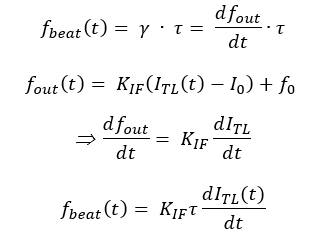 f_beat(t) = γ · τ = df_out/dt · τ
f_out(t) = K_IF(I_TL(t) − I_0) + f_0
⇒ df_out/dt = K_IF dI_TL/dt
f_beat(t) = K_IF τ dI_TL(t)/dt